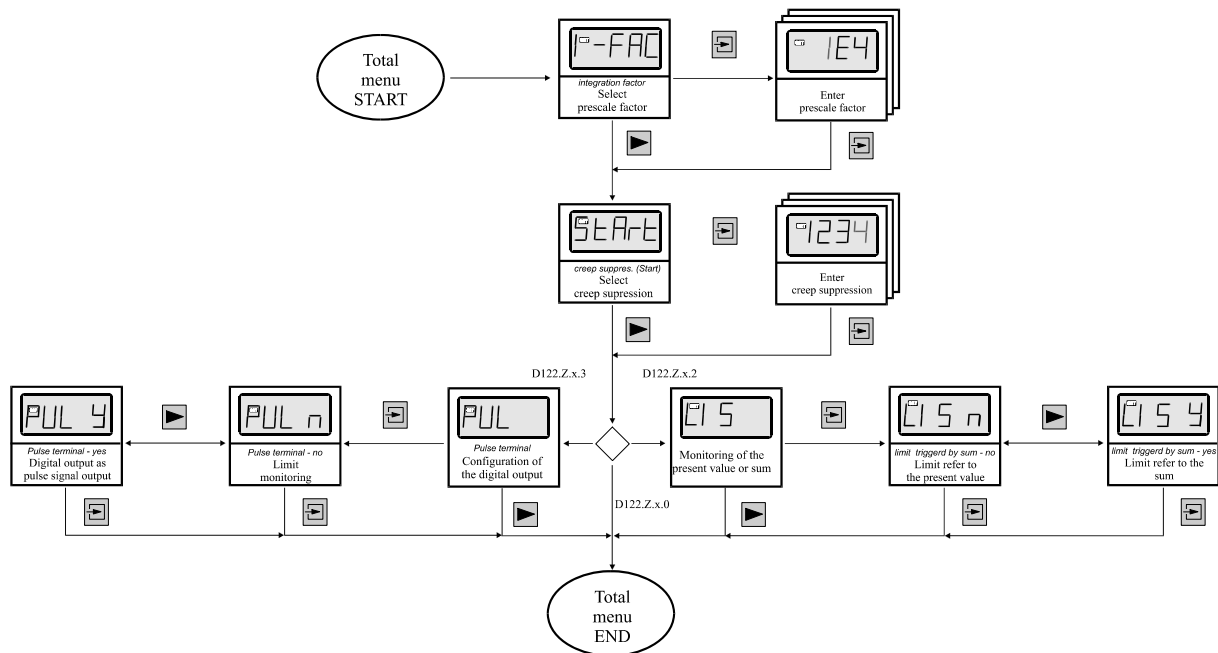 Total
menu
START
I-FAC
integration factor
Select
prescale factor
1E4
Enter
prescale factor
StArt
creep suppres. (Start)
Select
creep supression
1234
Enter
creep suppression
D122.Z.x.3
D122.Z.x.2
PUL y
Pulse terminal - yes
Digital output as
pulse signal output
PUL n
Pulse terminal - no
Limit
monitoring
PUL
Pulse terminal
Configuration of
the digital output
LI S
Monitoring of the
present value or sum
LI S n
limit triggerd by sum - no
Limit refer to
the present value
LI S y
limit triggerd by sum - yes
Limit refer to the
sum
D122.Z.x.0
Total
menu
END